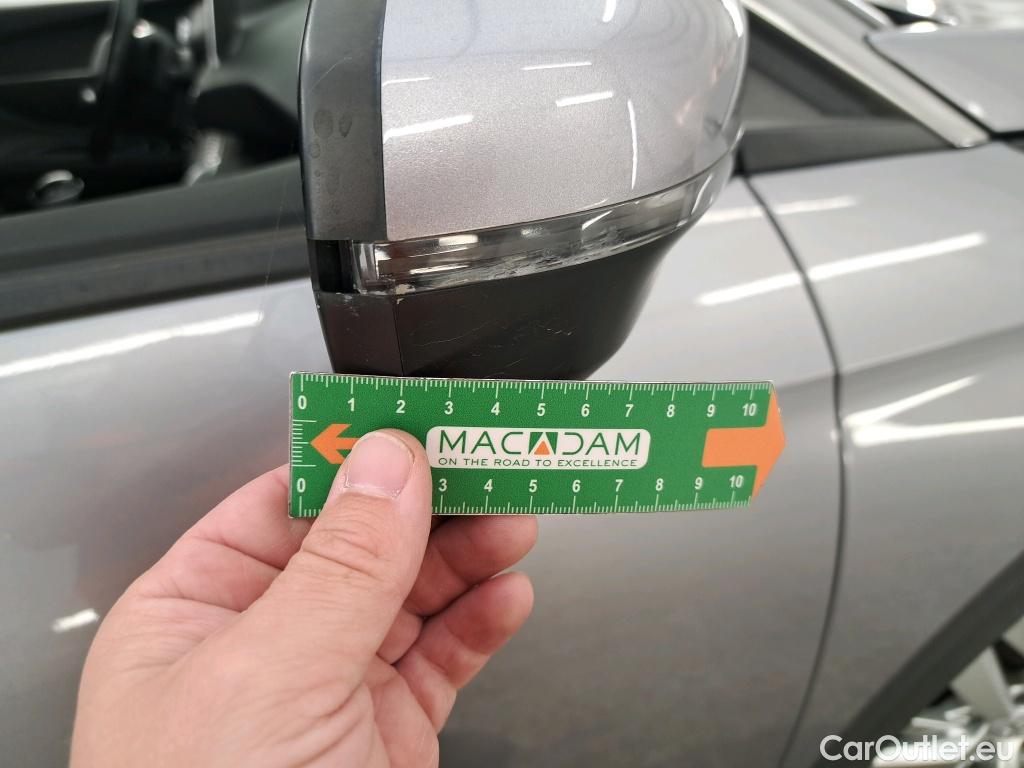 0 1 2 3 4 5 6 7 8 9 10
MACADAM
ON THE ROAD TO EXCELLENCE
0 3 4 5 6 7 8 9 10
CarOutlet.eu